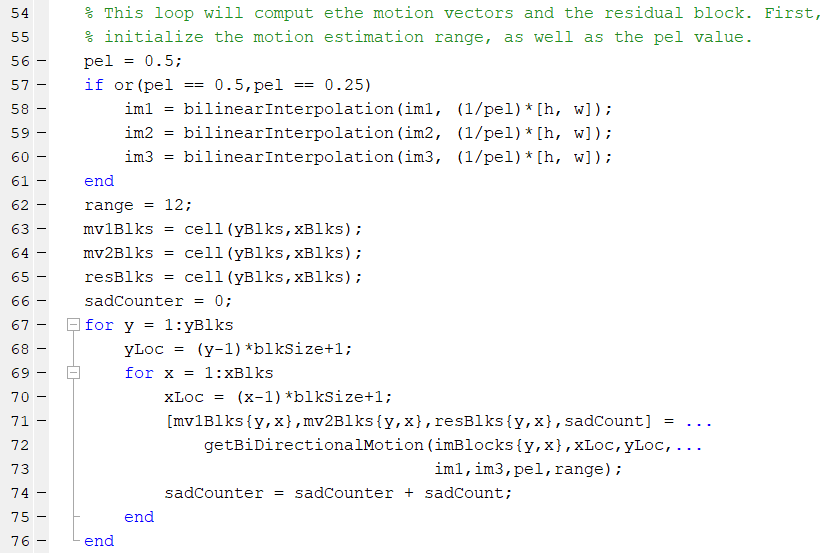 54 % This loop will comput ethe motion vectors and the residual block. First,
55 % initialize the motion estimation range, as well as the pel value.
56 – pel = 0.5;
57 – if or(pel == 0.5,pel == 0.25)
58 – im1 = bilinearInterpolation(im1, (1/pel)*[h, w]);
59 – im2 = bilinearInterpolation(im2, (1/pel)*[h, w]);
60 – im3 = bilinearInterpolation(im3, (1/pel)*[h, w]);
61 – end
62 – range = 12;
63 – mv1Blks = cell(yBlks,xBlks);
64 – mv2Blks = cell(yBlks,xBlks);
65 – resBlks = cell(yBlks,xBlks);
66 – sadCounter = 0;
67 – for y = 1:yBlks
68 – yLoc = (y-1)*blkSize+1;
69 – for x = 1:xBlks
70 – xLoc = (x-1)*blkSize+1;
71 – [mv1Blks{y,x},mv2Blks{y,x},resBlks{y,x},sadCount] = ...
72 getBiDirectionalMotion(imBlocks{y,x},xLoc,yLoc,...
73 im1,im3,pel,range);
74 – sadCounter = sadCounter + sadCount;
75 – end
76 – end